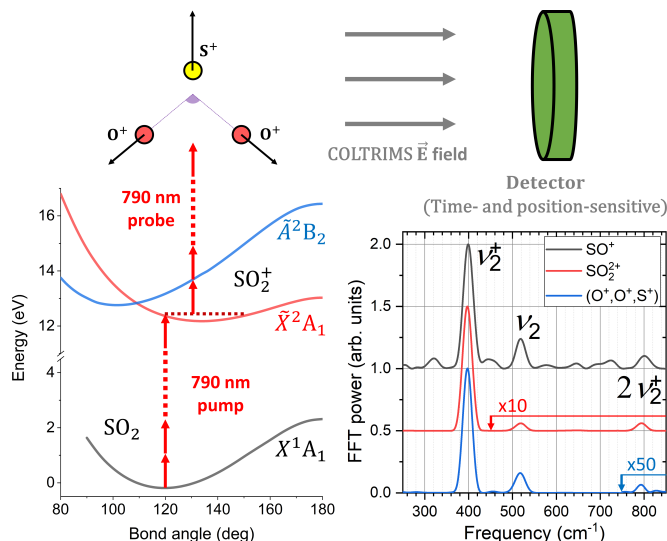 S⁺
O⁺
O⁺
COLTRIMS E⃗ field
Detector
(Time- and position-sensitive)
790 nm
probe
Ã²B₂
SO₂⁺
X̃²A₁
790 nm
pump
SO₂
X¹A₁
Energy (eV)
16
14
12
4
2
0
80 100 120 140 160 180
Bond angle (deg)
SO⁺
SO₂²⁺
(O⁺,O⁺,S⁺)
ν₂⁺
ν₂
2ν₂⁺
x10
x50
FFT power (arb. units)
2.0
1.5
1.0
0.5
0.0
400 600 800
Frequency (cm⁻¹)